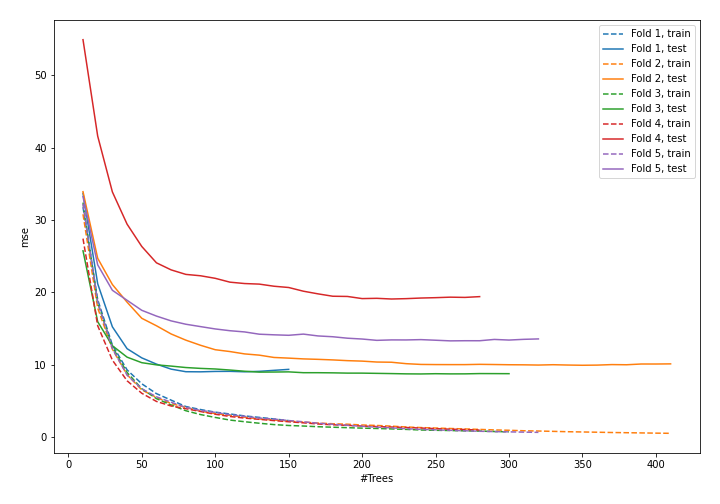 Fold 1, train
Fold 1, test
Fold 2, train
Fold 2, test
Fold 3, train
Fold 3, test
Fold 4, train
Fold 4, test
Fold 5, train
Fold 5, test
50
40
30
20
10
0
mse
0 50 100 150 200 250 300 350 400
#Trees